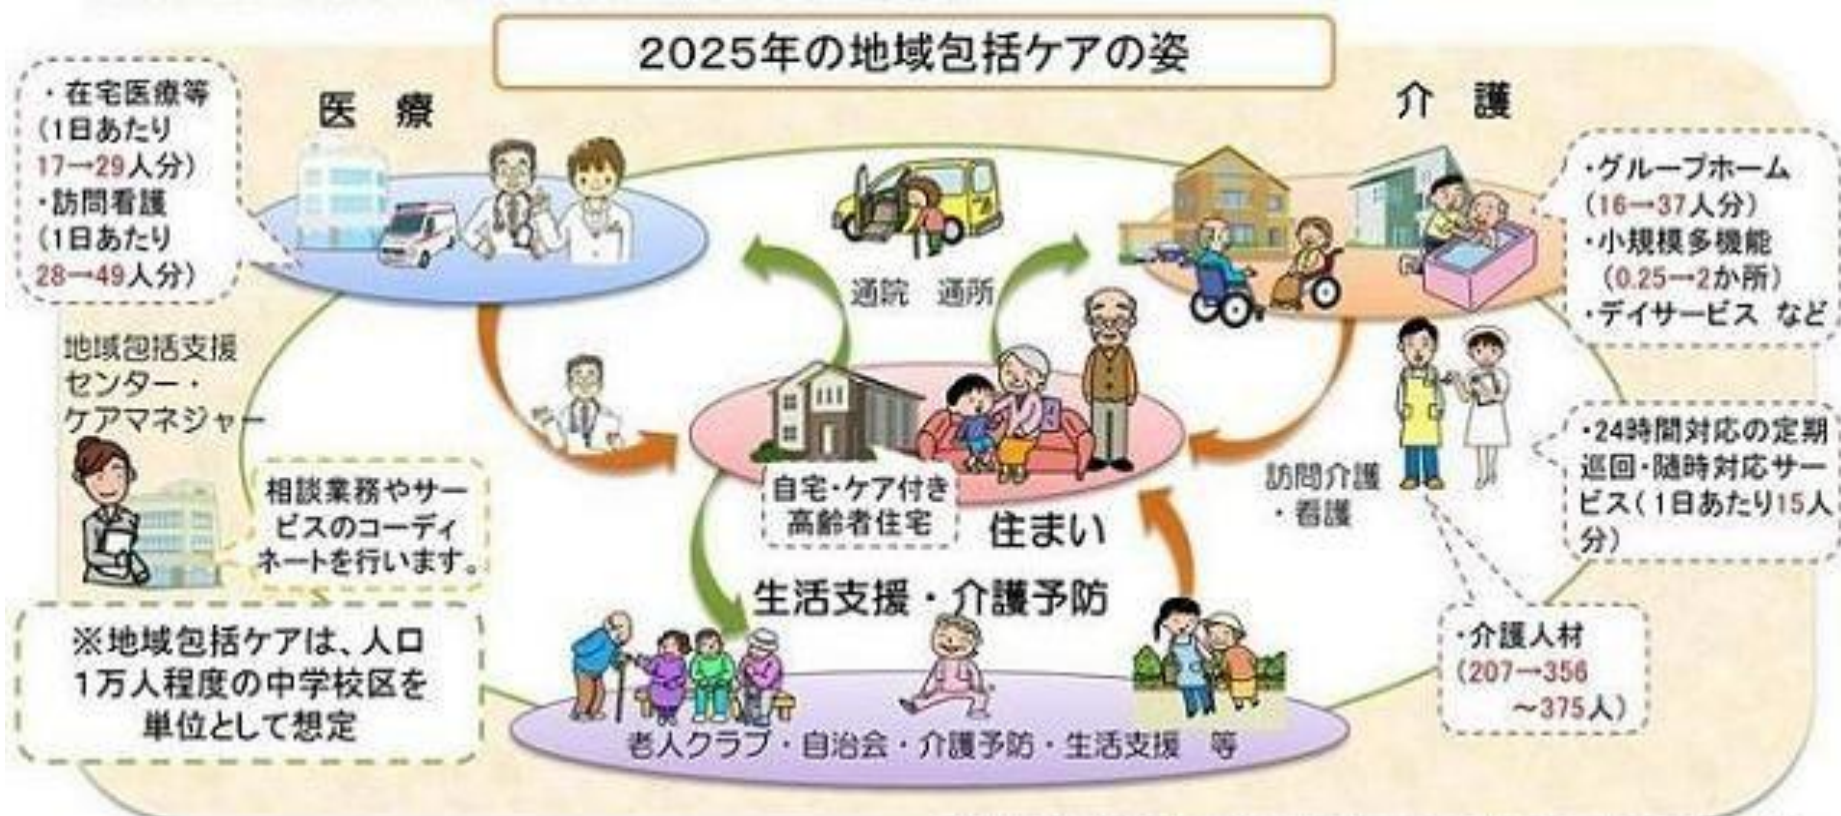 2025年の地域包括ケアの姿
・在宅医療等
(1日あたり
17→29人分)
・訪問看護
(1日あたり
28→49人分)
医 療
介 護
・グループホーム
(16→37人分)
・小規模多機能
(0.25→2か所)
・デイサービス など
通院 通所
地域包括支援
センター・
ケアマネジャー
相談業務やサー
ビスのコーディ
ネートを行います。
自宅・ケア付き
高齢者住宅
住まい
訪問介護
・看護
・24時間対応の定期
巡回・随時対応サー
ビス(1日あたり15人
分)
生活支援・介護予防
※地域包括ケアは、人口
1万人程度の中学校区を
単位として想定
・介護人材
(207→356
~375人)
老人クラブ・自治会・介護予防・生活支援 等